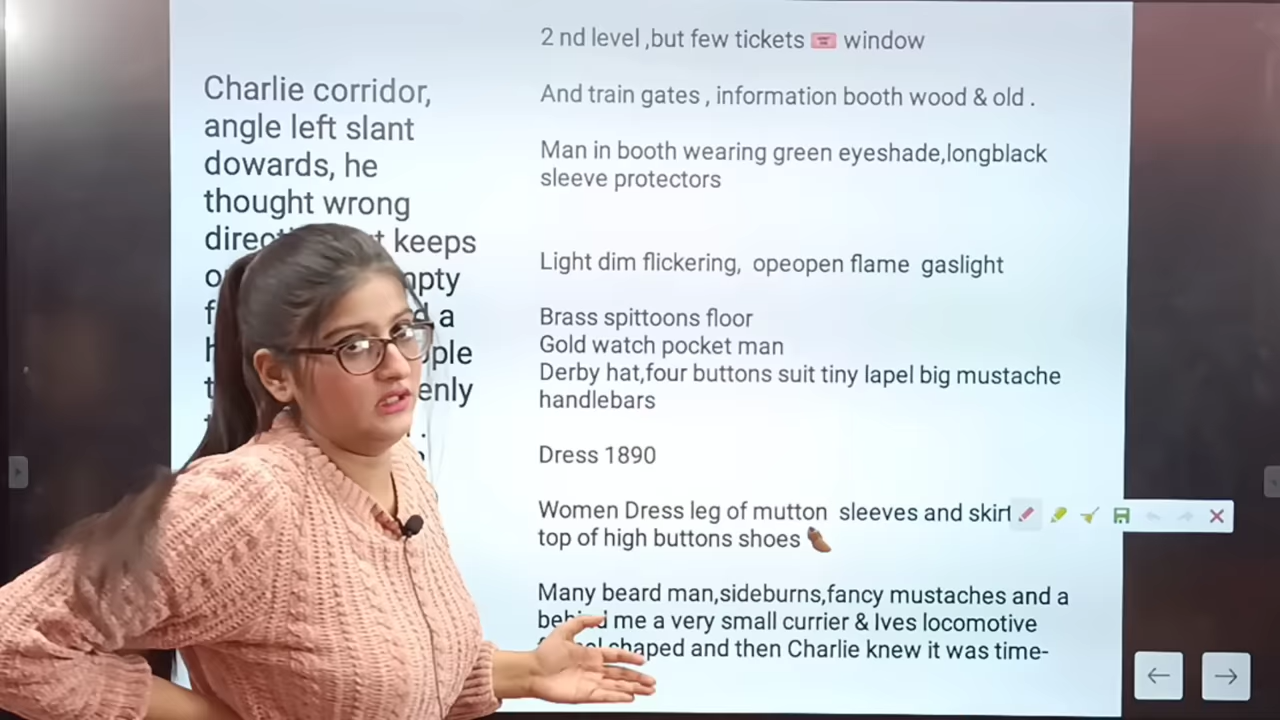 Charlie corridor,
angle left slant
dowards, he
thought wrong
keeps
a
enly
2 nd level ,but few tickets 🎫 window
And train gates , information booth wood & old .
Man in booth wearing green eyeshade,longblack
sleeve protectors
Light dim flickering, opeopen flame gaslight
Brass spittoons floor
Gold watch pocket man
Derby hat,four buttons suit tiny lapel big mustache
handlebars
Dress 1890
Women Dress leg of mutton sleeves and skirt
top of high buttons shoes
Many beard man,sideburns,fancy mustaches and a
me a very small currier & Ives locomotive
shaped and then Charlie knew it was time-